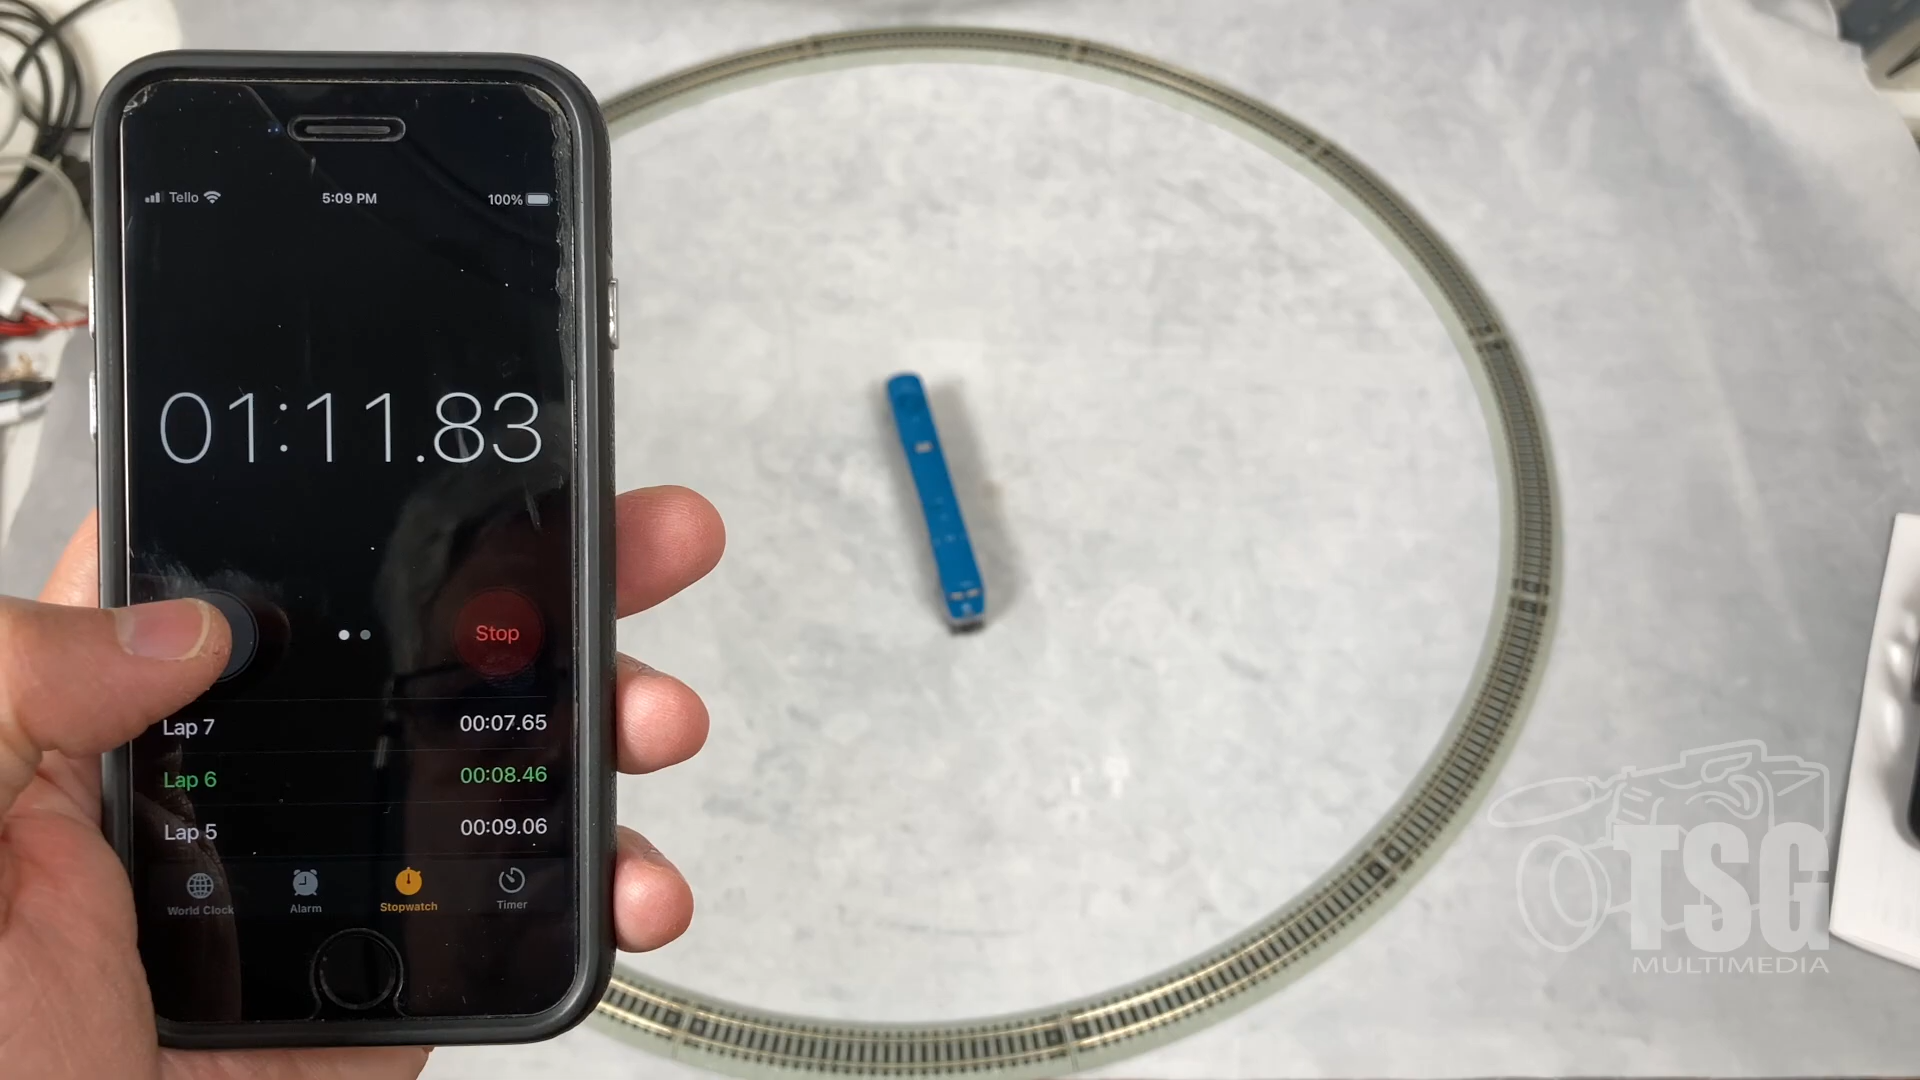 Tello 5:09 PM 100%
01:11.83
Stop
Lap 7 00:07.65
Lap 6 00:08.46
Lap 5 00:09.06
World Clock Alarm Stopwatch Timer
TSG
MULTIMEDIA